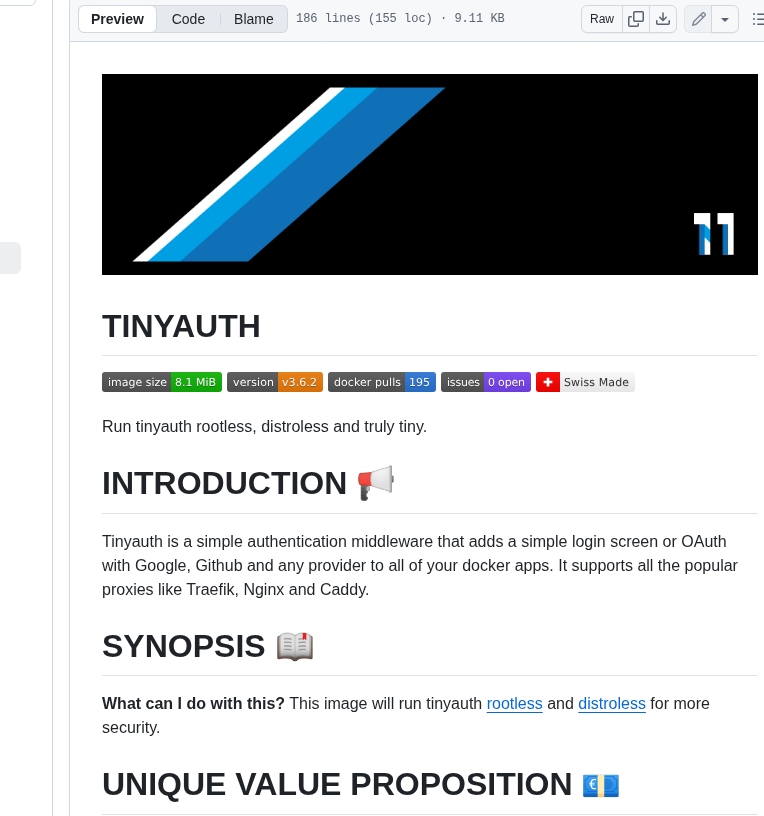 Preview Code Blame 186 lines (155 loc) · 9.11 KB Raw
11
TINYAUTH
image size 8.1 MiB version v3.6.2 docker pulls 195 issues 0 open Swiss Made
Run tinyauth rootless, distroless and truly tiny.
INTRODUCTION
Tinyauth is a simple authentication middleware that adds a simple login screen or OAuth
with Google, Github and any provider to all of your docker apps. It supports all the popular
proxies like Traefik, Nginx and Caddy.
SYNOPSIS
What can I do with this? This image will run tinyauth rootless and distroless for more
security.
UNIQUE VALUE PROPOSITION